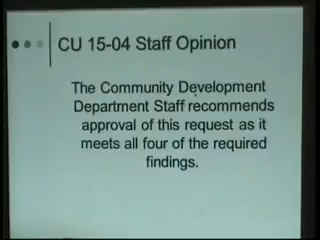 CU 15-04 Staff Opinion
The Community Development
Department Staff recommends
approval of this request as it
meets all four of the required
findings.